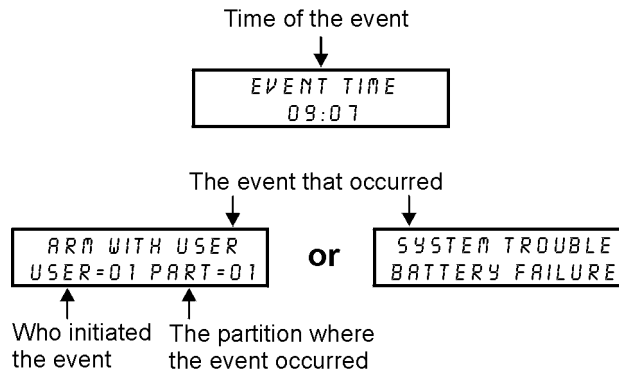 Time of the event
EVENT TIME
09:07
The event that occurred
ARM WITH USER
USER=01 PART=01
or
SYSTEM TROUBLE
BATTERY FAILURE
Who initiated
the event
The partition where
the event occurred